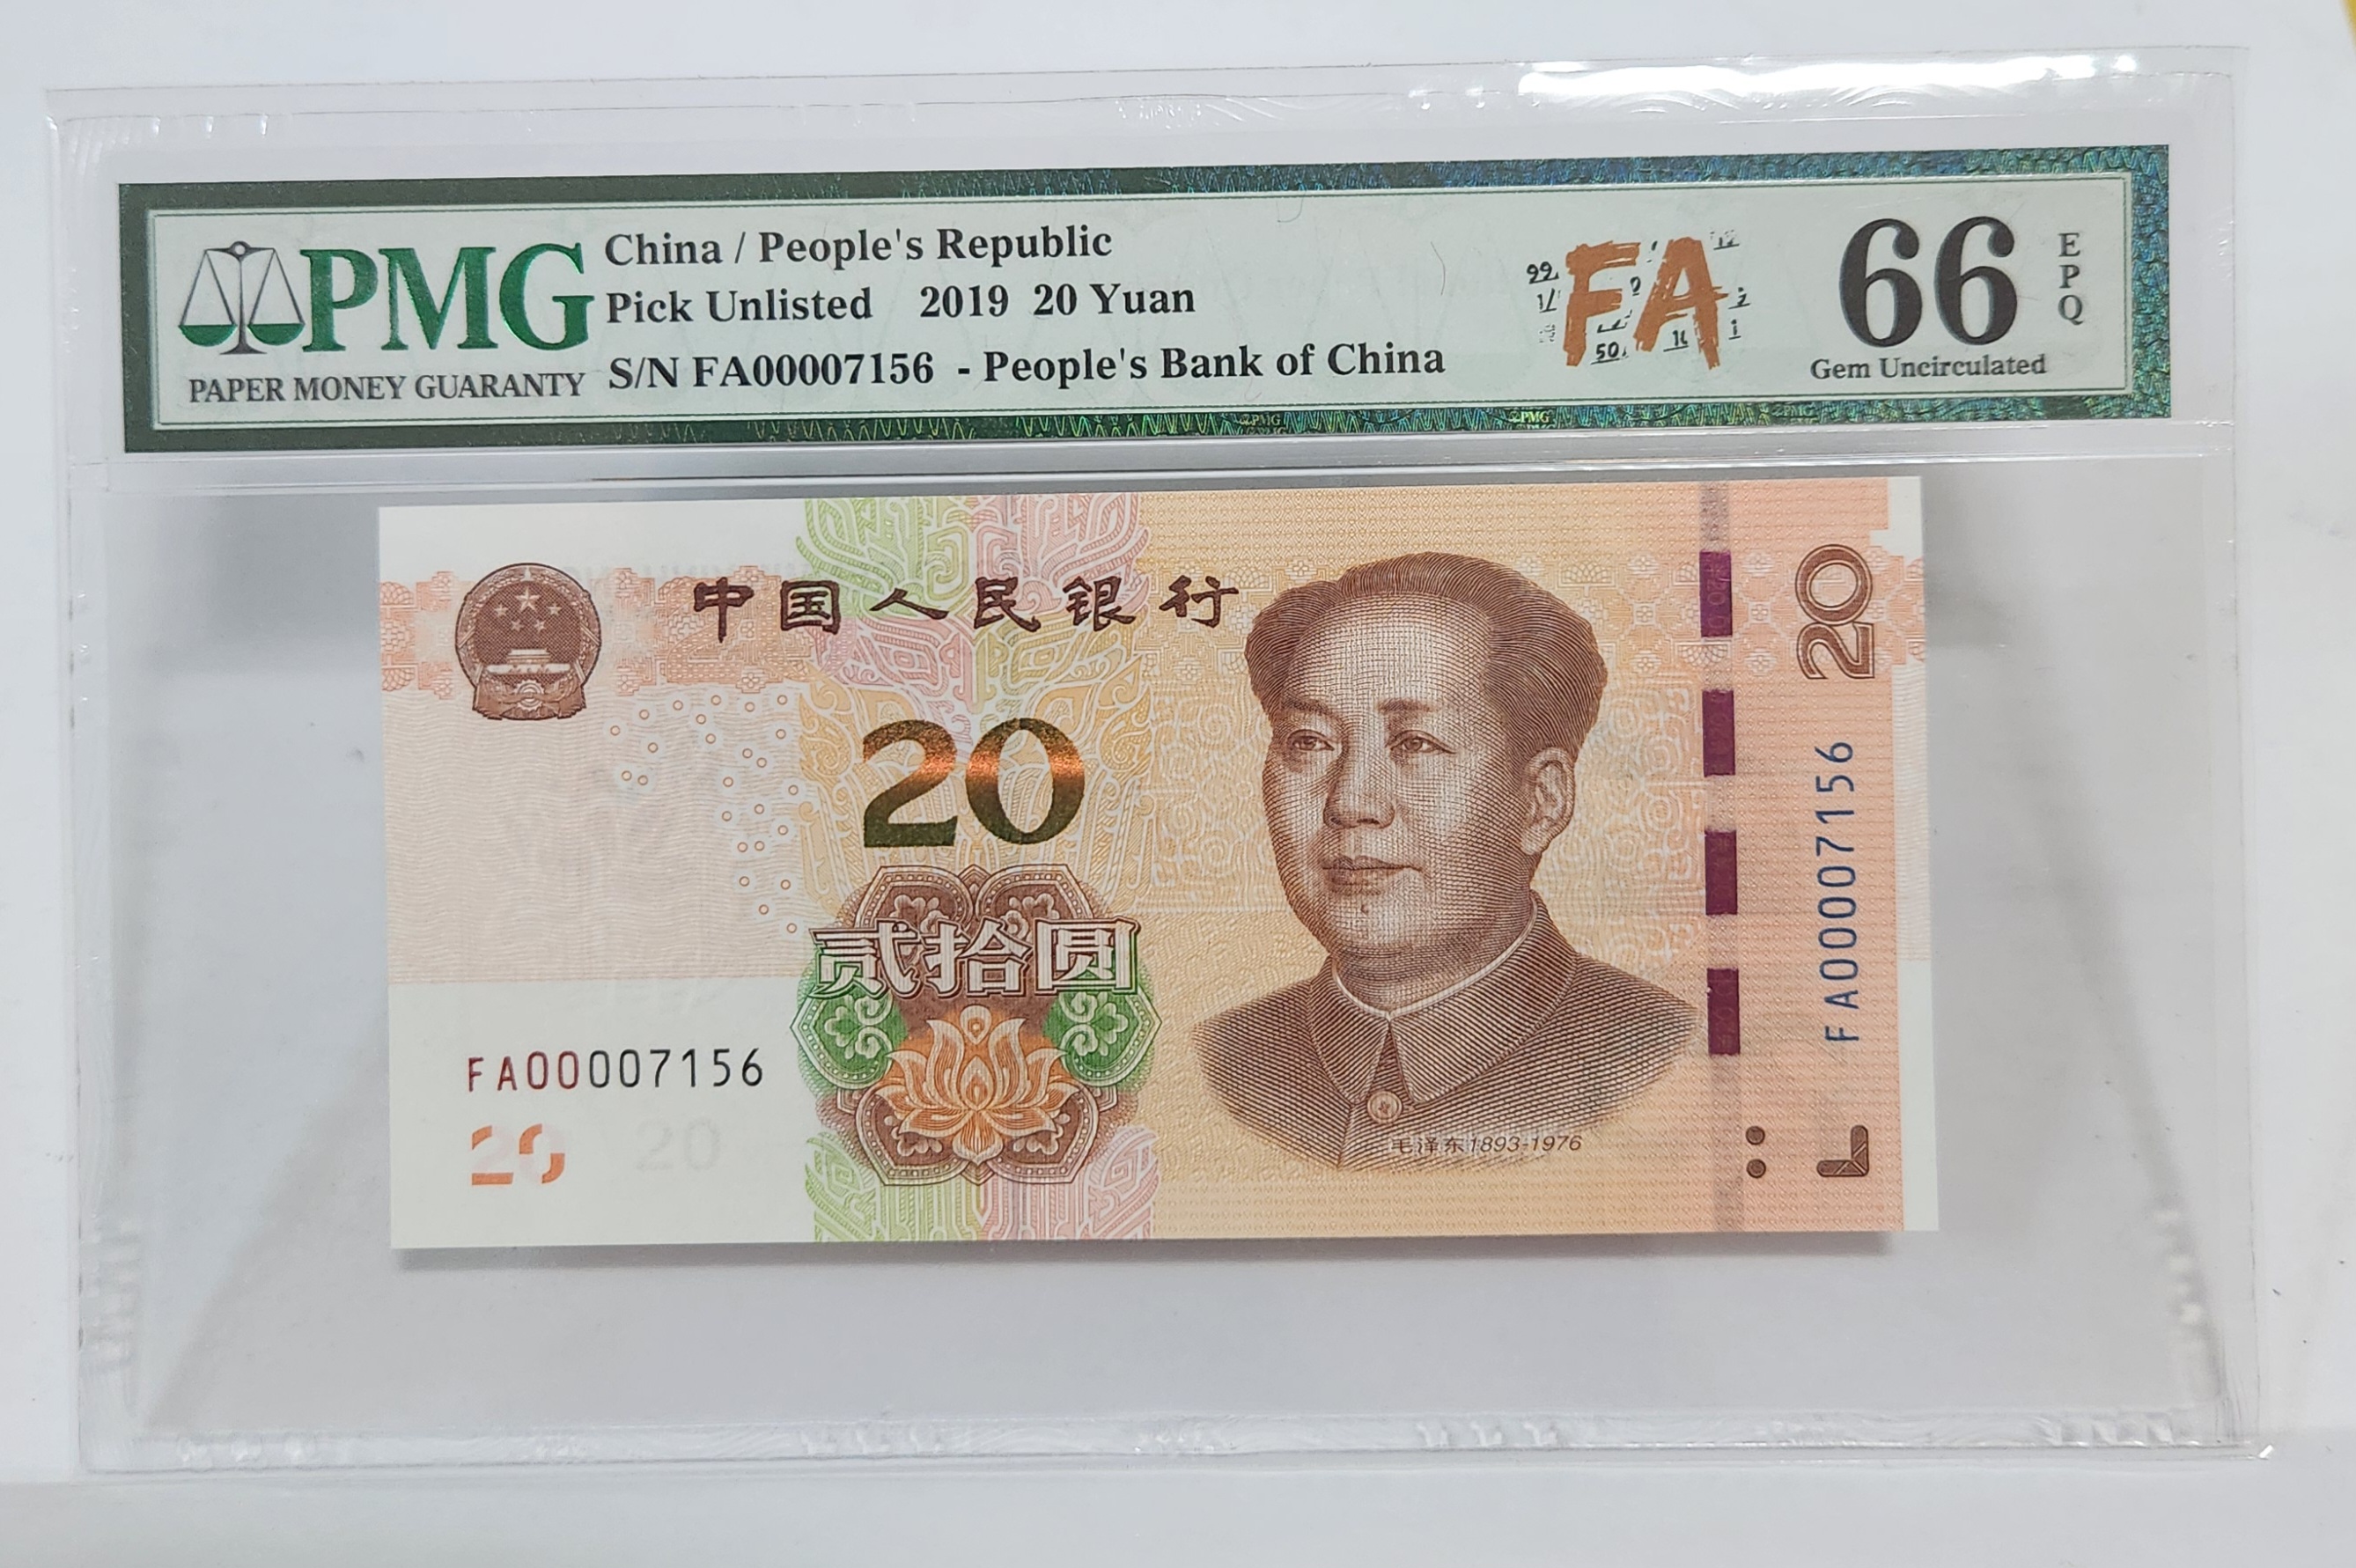 PMG
PAPER MONEY GUARANTY
China / People's Republic
Pick Unlisted 2019 20 Yuan
S/N FA00007156 - People's Bank of China
FA
66
EPQ
Gem Uncirculated
中国人民银行
20
20
贰拾圆
FA00007156
FA00007156
20
20
毛泽东1893-1976